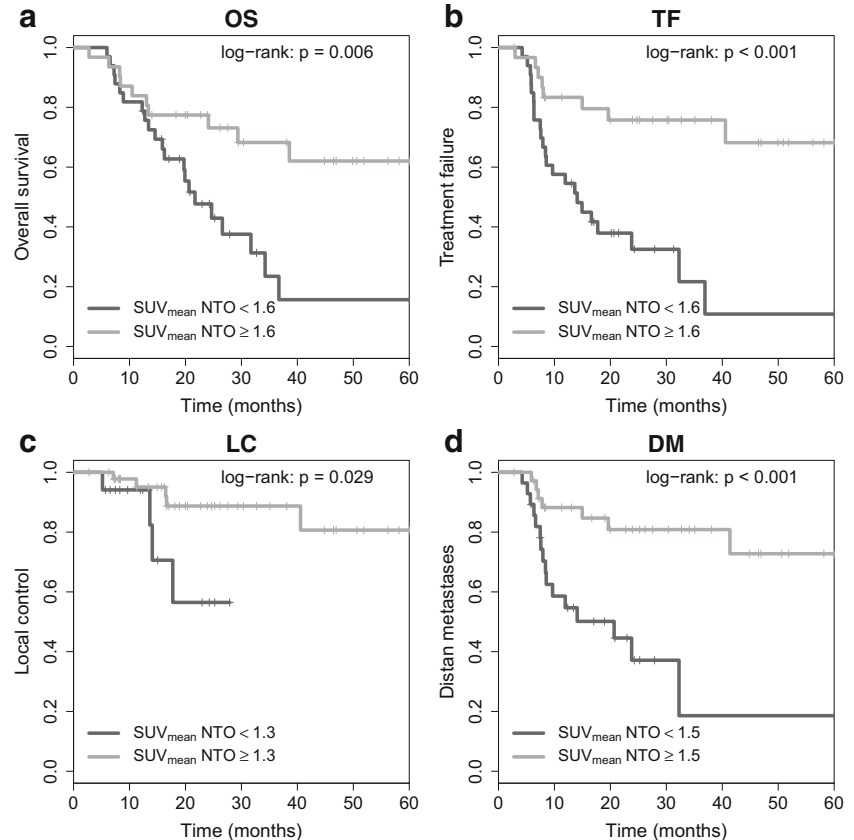 a
OS
log−rank: p = 0.006
Overall survival
1.0
0.8
0.6
0.4
0.2
0.0
SUVmean NTO < 1.6
SUVmean NTO ≥ 1.6
0 10 20 30 40 50 60
Time (months)
b
TF
log−rank: p < 0.001
Treatment failure
1.0
0.8
0.6
0.4
0.2
0.0
SUVmean NTO < 1.6
SUVmean NTO ≥ 1.6
0 10 20 30 40 50 60
Time (months)
c
LC
log−rank: p = 0.029
Local control
1.0
0.8
0.6
0.4
0.2
0.0
SUVmean NTO < 1.3
SUVmean NTO ≥ 1.3
0 10 20 30 40 50 60
Time (months)
d
DM
log−rank: p < 0.001
Distan metastases
1.0
0.8
0.6
0.4
0.2
0.0
SUVmean NTO < 1.5
SUVmean NTO ≥ 1.5
0 10 20 30 40 50 60
Time (months)